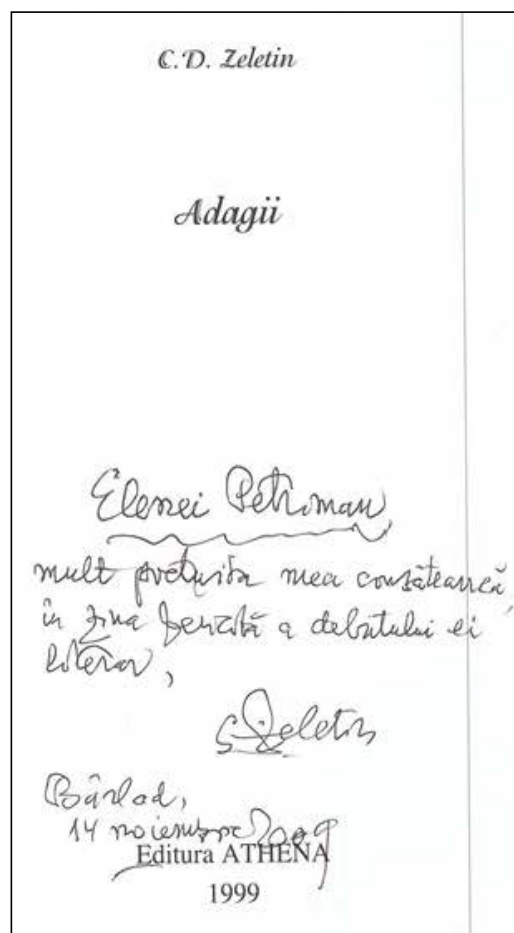 C.D. Zeletin
Adagii
Elenei Petriman,
mult prețuita mea consăteancă,
în ziua fericită a debutului ei
literar,
C Zeletin
Bârlad,
14 noiembrie 2009
Editura ATHENA
1999